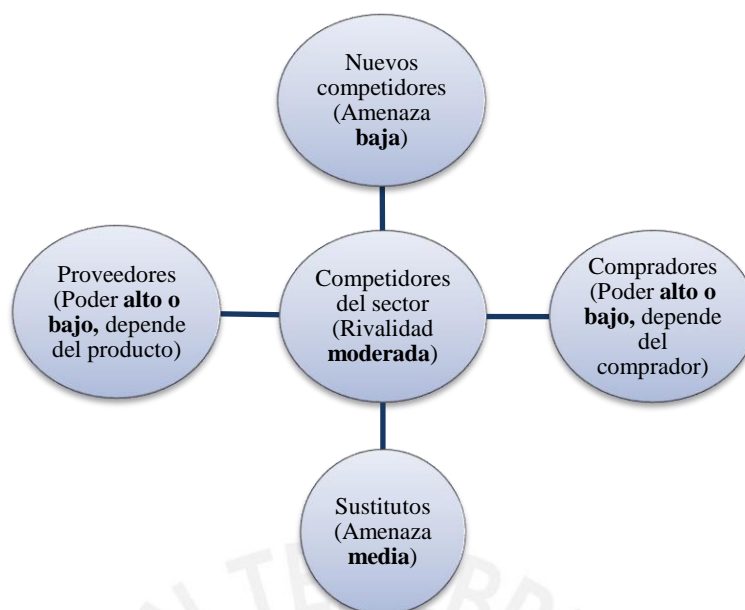 Nuevos
competidores
(Amenaza
baja)
Proveedores
(Poder alto o
bajo, depende
del producto)
Competidores
del sector
(Rivalidad
moderada)
Compradores
(Poder alto o
bajo, depende
del
comprador)
Sustitutos
(Amenaza
media)